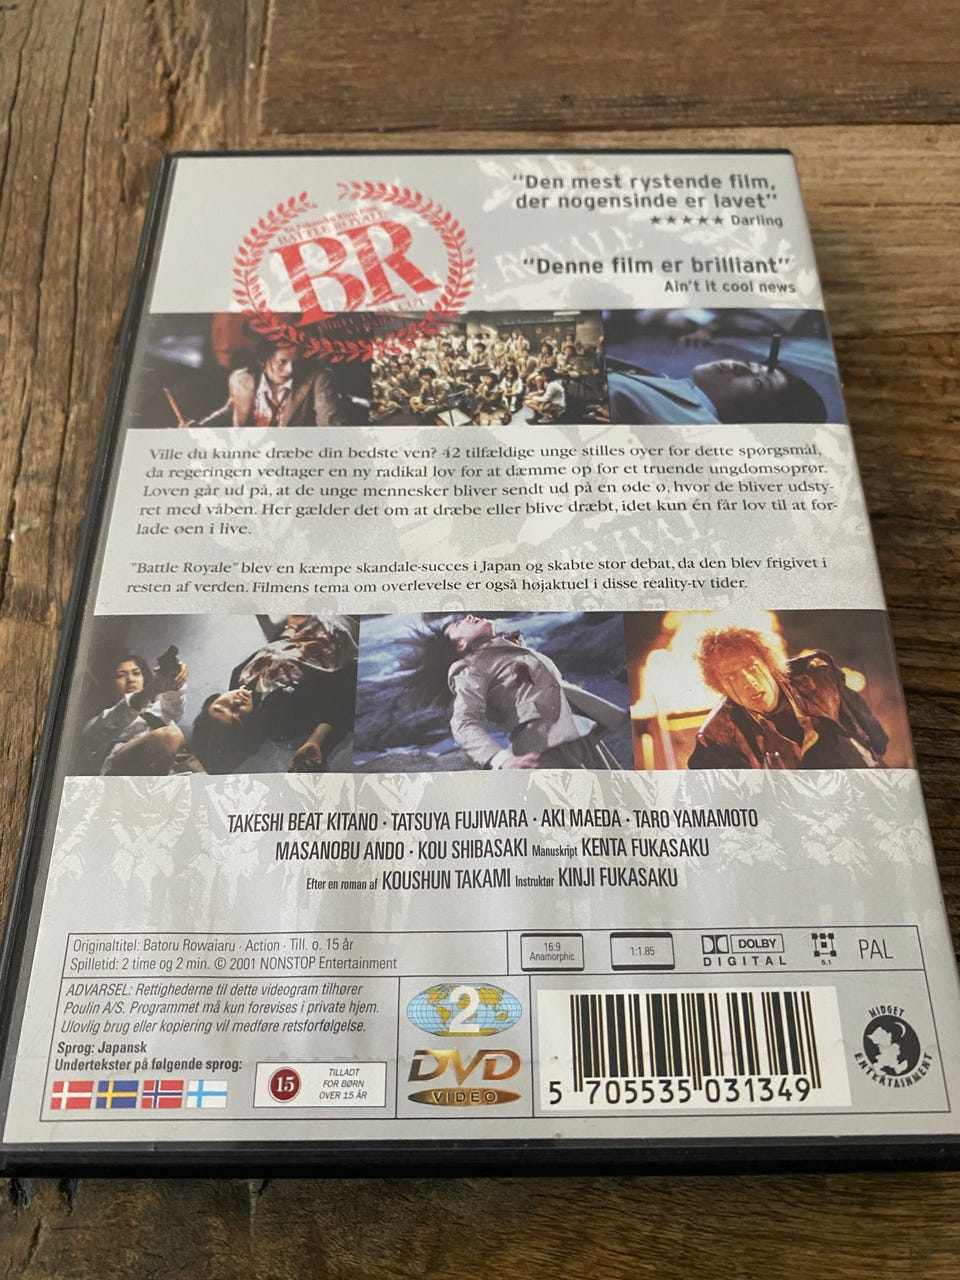 "Den mest rystende film,
der nogensinde er lavet"
★★★★★ Darling
BATTLE ROYALE
BR
"Denne film er brilliant"
Ain't it cool news
Ville du kunne dræbe din bedste ven? 42 tilfældige unge stilles over for dette spørgsmål,
da regeringen vedtager en ny radikal lov for at dæmme op for et truende ungdomsoprør.
Loven går ud på, at de unge mennesker bliver sendt ud på en øde ø, hvor de bliver udsty-
ret med våben. Her gælder det om at dræbe eller blive dræbt, idet kun én får lov til at for-
lade øen i live.
"Battle Royale" blev en kæmpe skandale-succes i Japan og skabte stor debat, da den blev frigivet i
resten af verden. Filmens tema om overlevelse er også højaktuel i disse reality-tv tider.
TAKESHI BEAT KITANO · TATSUYA FUJIWARA · AKI MAEDA · TARO YAMAMOTO
MASANOBU ANDO · KOU SHIBASAKI Manuskript KENTA FUKASAKU
Efter en roman af KOUSHUN TAKAMI Instruktør KINJI FUKASAKU
Originaltitel: Batoru Rowaiaru · Action · Till. o. 15 år
Spilletid: 2 time og 2 min. © 2001 NONSTOP Entertainment
16:9
Anamorphic
1:1.85
DOLBY
DIGITAL
5.1
PAL
ADVARSEL: Rettighederne til dette videogram tilhører
Poulin A/S. Programmet må kun forevises i private hjem.
Ulovlig brug eller kopiering vil medføre retsforfølgelse.
Sprog: Japansk
Undertekster på følgende sprog:
15
TILLADT
FOR BØRN
OVER 15 ÅR
2
DVD
VIDEO
5 705535 031349
MIDGET
ENTERTAINMENT